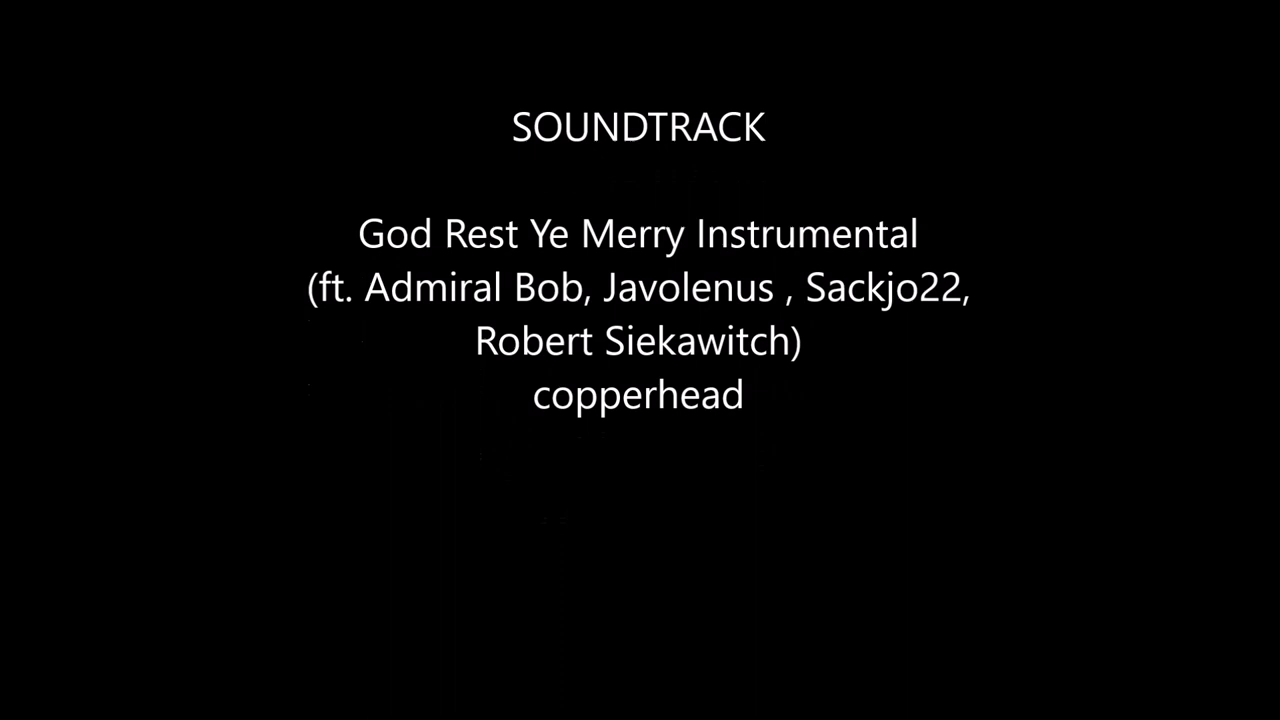 SOUNDTRACK
God Rest Ye Merry Instrumental
(ft. Admiral Bob, Javolenus , Sackjo22,
Robert Siekawitch)
copperhead